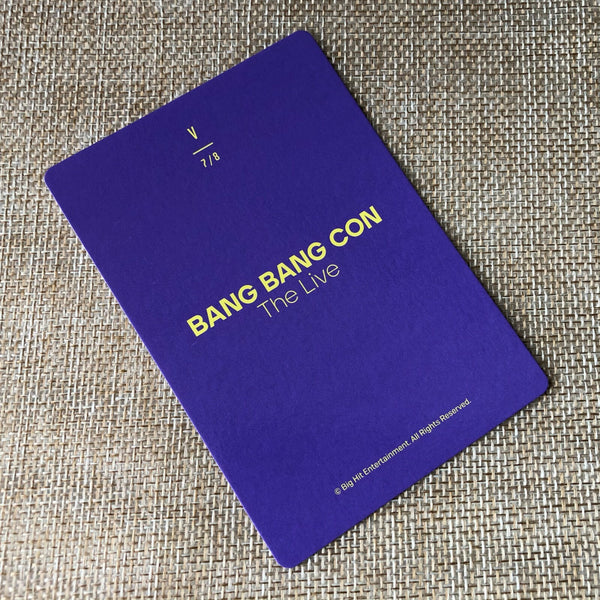 V
7/8
BANG BANG CON
The Live
© Big Hit Entertainment. All Rights Reserved.